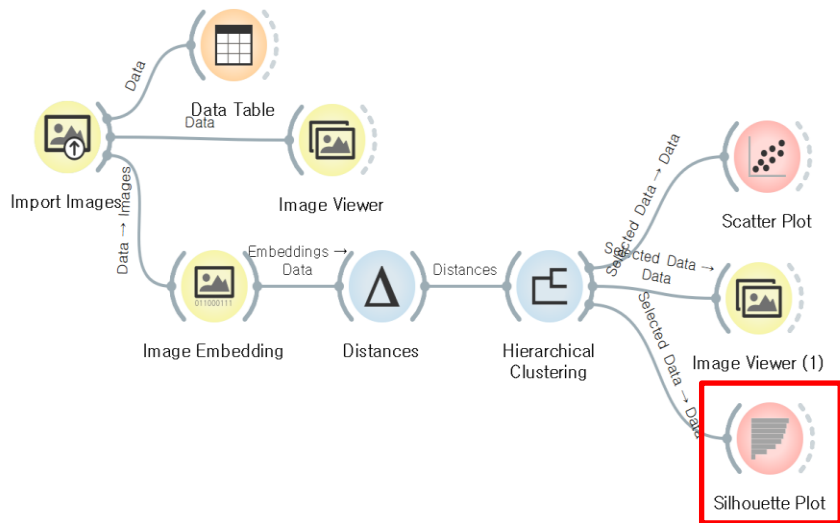 Data
Data Table
Data
Import Images
Image Viewer
Data → Images
Selected Data → Data
Scatter Plot
Embeddings →
Data
Distances
Selected Data →
Data
011000111
Image Embedding
Distances
Hierarchical
Clustering
Selected Data → Data
Image Viewer (1)
Silhouette Plot